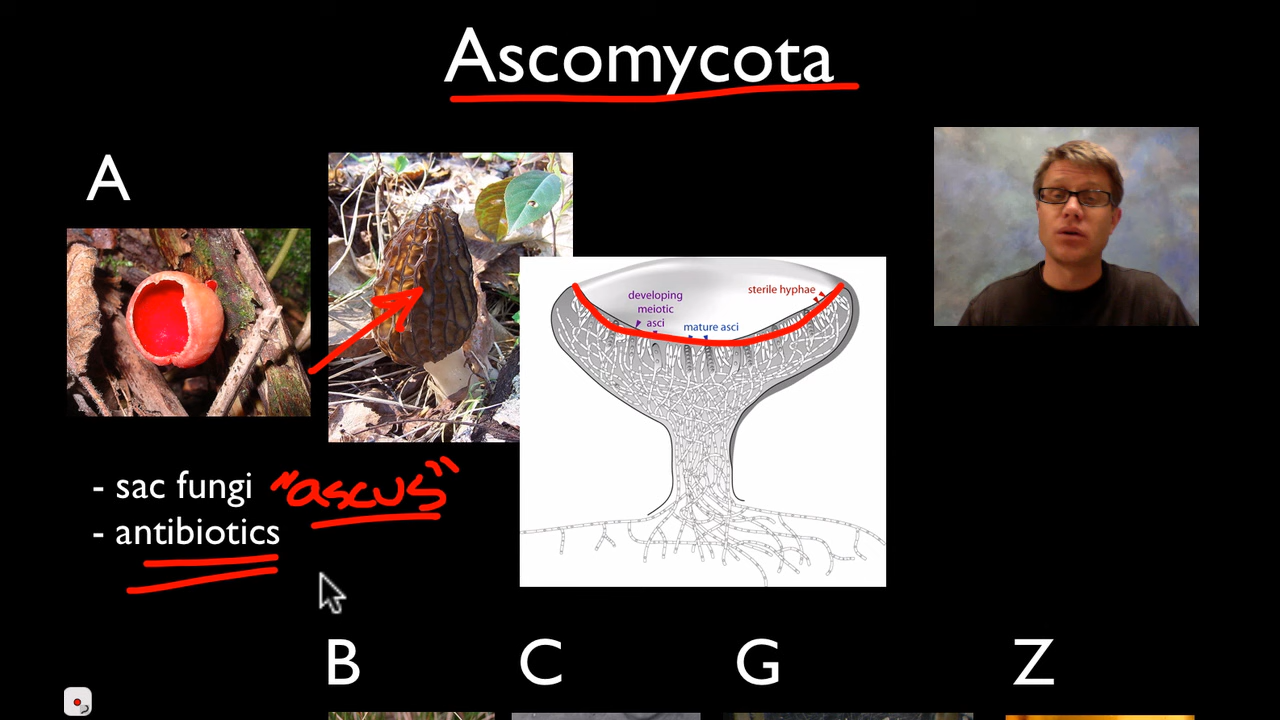 Ascomycota
A
developing
meiotic
asci
mature asci
sterile hyphae
- sac fungi "ascus"
- antibiotics
B C G Z